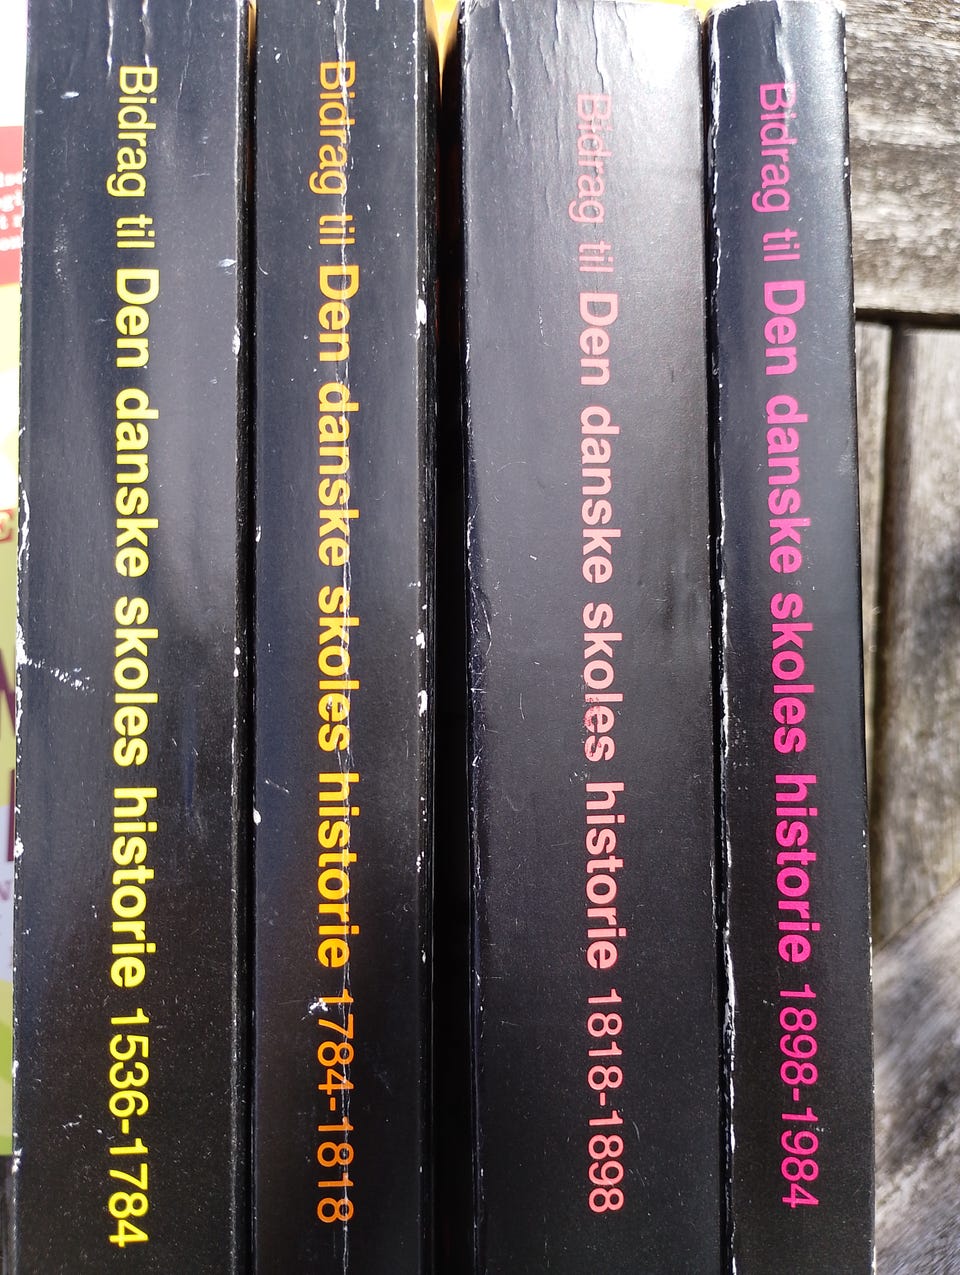 Bidrag til Den danske skoles historie 1536-1784
Bidrag til Den danske skoles historie 1784-1818
Bidrag til Den danske skoles historie 1818-1898
Bidrag til Den danske skoles historie 1898-1984